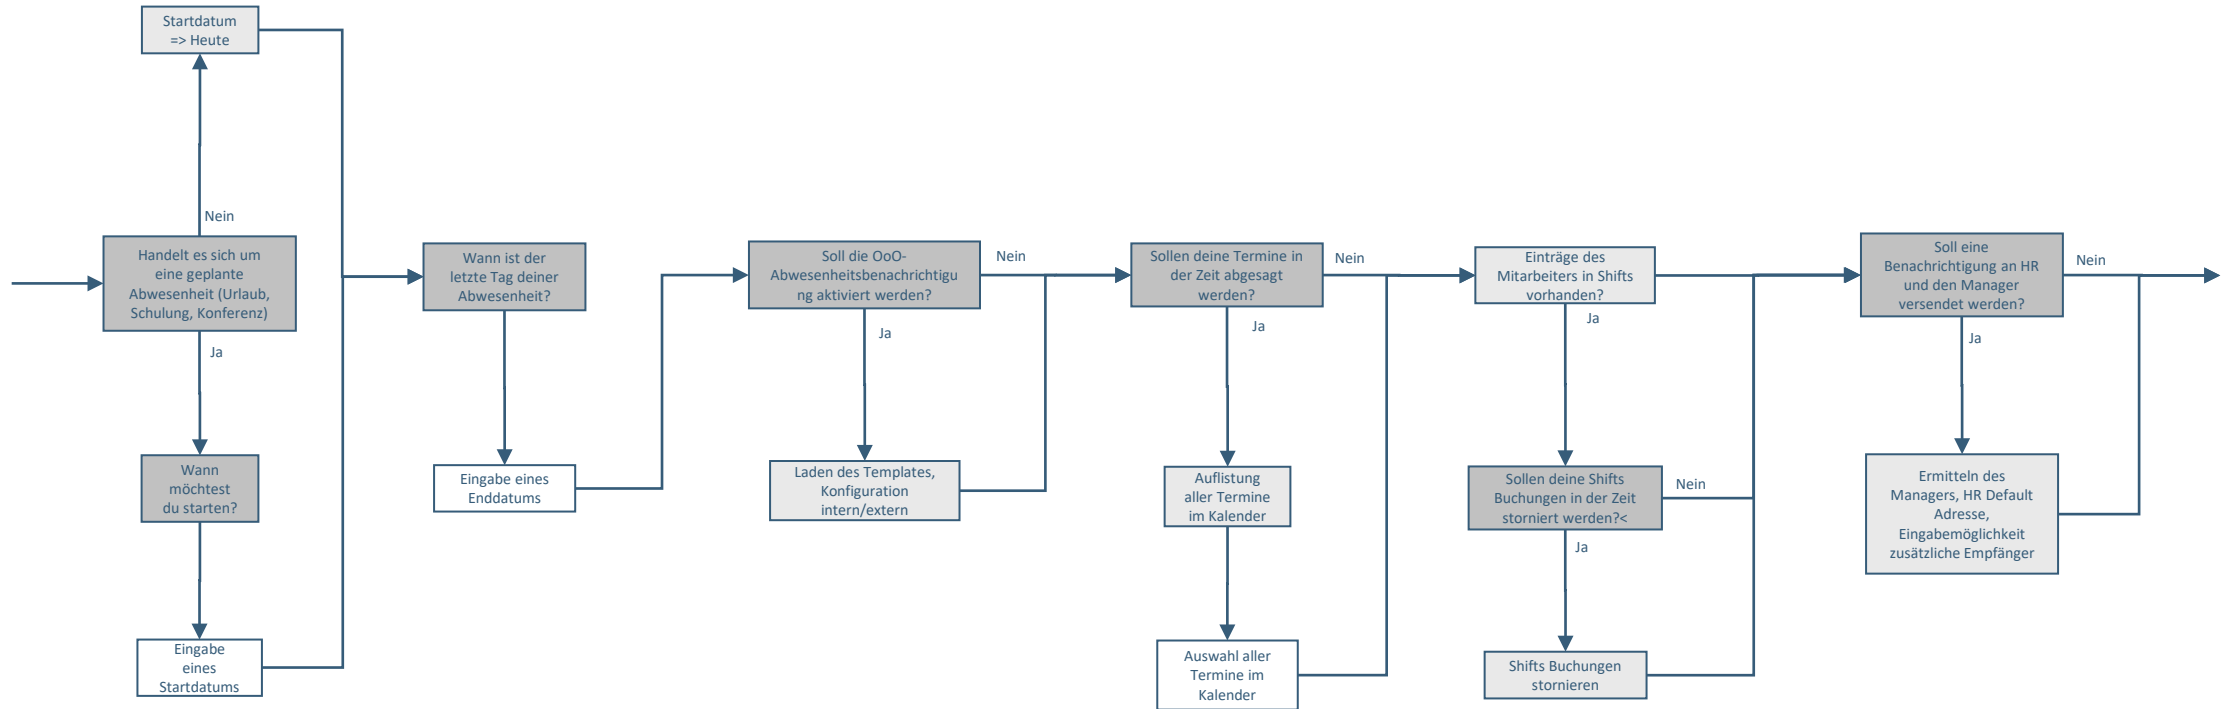 Startdatum
=> Heute
Nein
Handelt es sich um
eine geplante
Abwesenheit (Urlaub,
Schulung, Konferenz)
Ja
Wann
möchtest
du starten?
Eingabe
eines
Startdatums
Wann ist der
letzte Tag deiner
Abwesenheit?
Eingabe eines
Enddatums
Soll die OoO-
Abwesenheitsbenachrichtigu
ng aktiviert werden?
Nein
Ja
Laden des Templates,
Konfiguration
intern/extern
Sollen deine Termine in
der Zeit abgesagt
werden?
Nein
Ja
Auflistung
aller Termine
im Kalender
Auswahl aller
Termine im
Kalender
Einträge des
Mitarbeiters in Shifts
vorhanden?
Ja
Sollen deine Shifts
Buchungen in der Zeit
storniert werden?<
Nein
Ja
Shifts Buchungen
stornieren
Soll eine
Benachrichtigung an HR
und den Manager
versendet werden?
Nein
Ja
Ermitteln des
Managers, HR Default
Adresse,
Eingabemöglichkeit
zusätzliche Empfänger